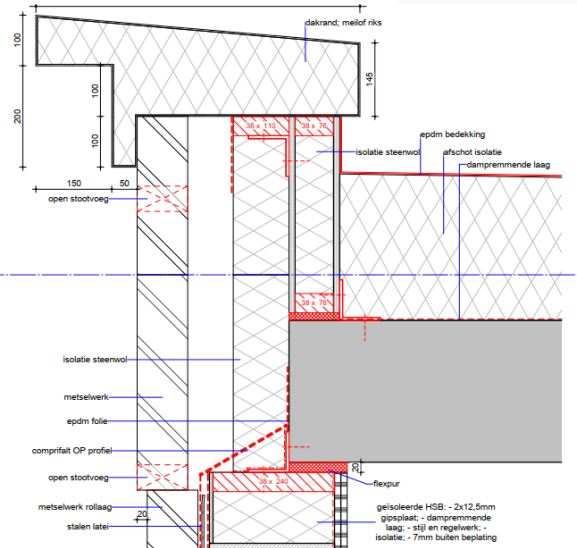 dakrand; meilof riks
100
145
200
100
100
38 x 110
38 x 76
epdm bedekking
isolatie steenwol
afschot isolatie
dampremmende laag
150
50
open stootvoeg
38 x 76
isolatie steenwol
metselwerk
epdm folie
comprifalt OP profiel
open stootvoeg
20
38 x 240
flexpur
metselwerk rollaag
20
stalen latei
geïsoleerde HSB: - 2x12,5mm
gipsplaat; - dampremmende
laag; - stijl en regelwerk; -
isolatie; - 7mm buiten beplating